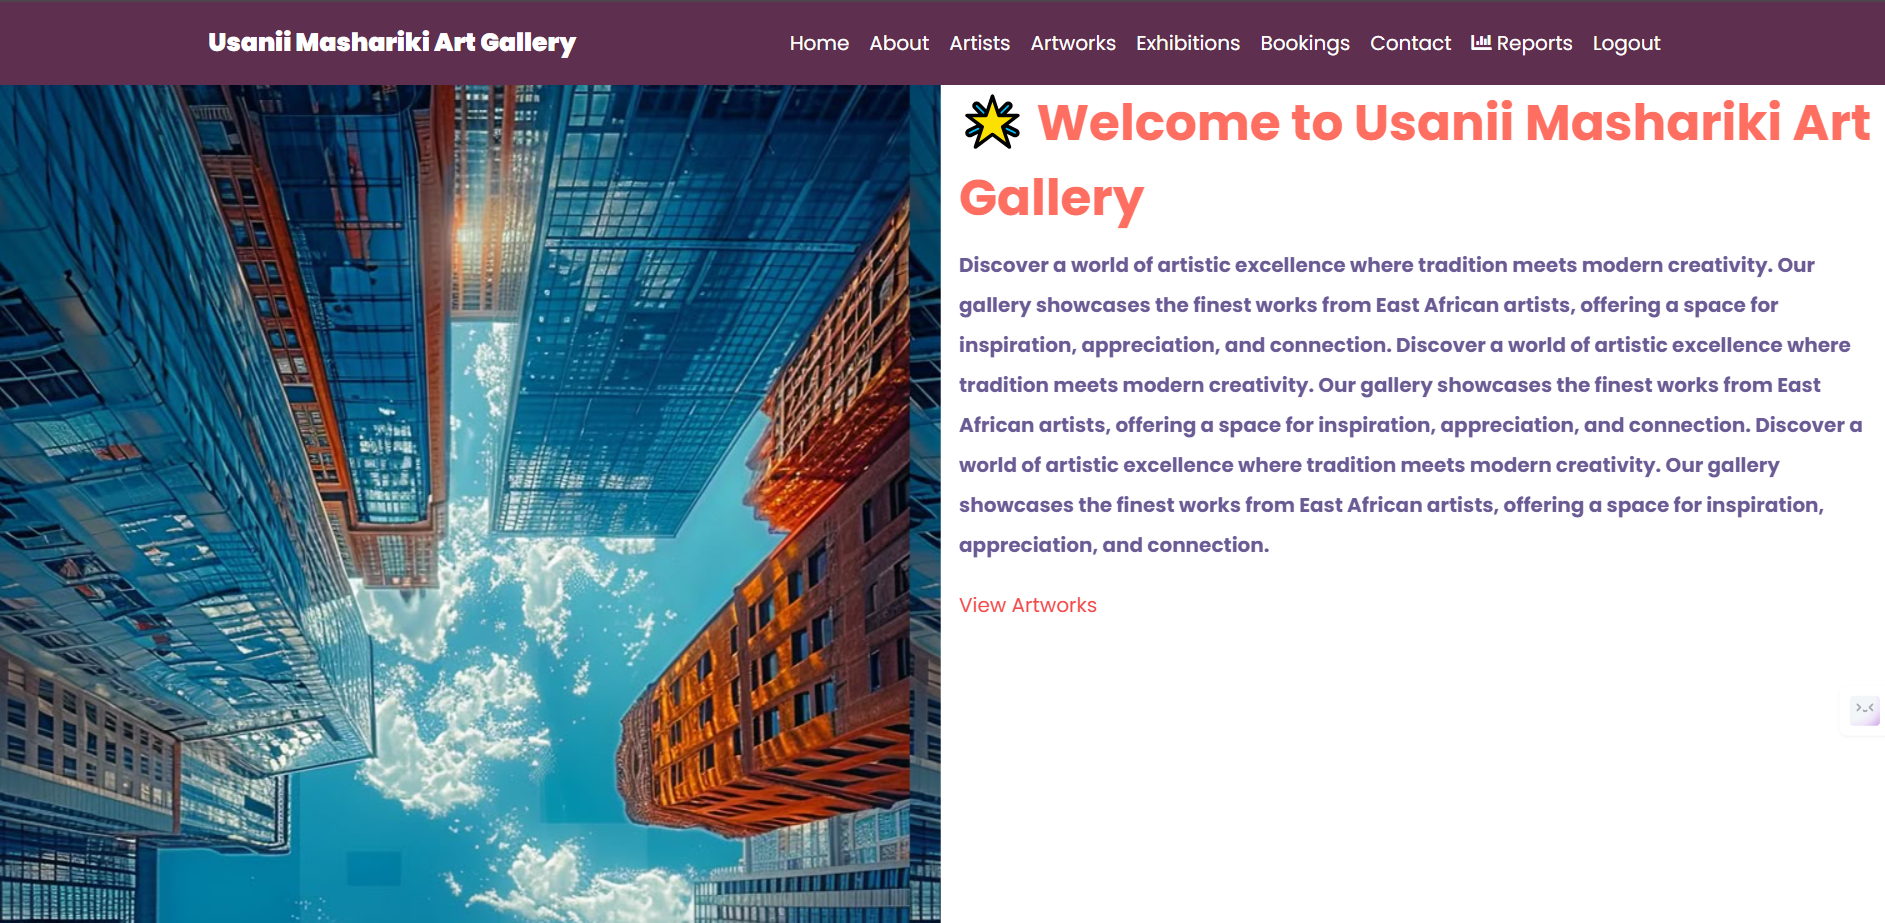 Usanii Mashariki Art Gallery Home About Artists Artworks Exhibitions Bookings Contact Reports Logout
Welcome to Usanii Mashariki Art
Gallery
Discover a world of artistic excellence where tradition meets modern creativity. Our
gallery showcases the finest works from East African artists, offering a space for
inspiration, appreciation, and connection. Discover a world of artistic excellence where
tradition meets modern creativity. Our gallery showcases the finest works from East
African artists, offering a space for inspiration, appreciation, and connection. Discover a
world of artistic excellence where tradition meets modern creativity. Our gallery
showcases the finest works from East African artists, offering a space for inspiration,
appreciation, and connection.
View Artworks